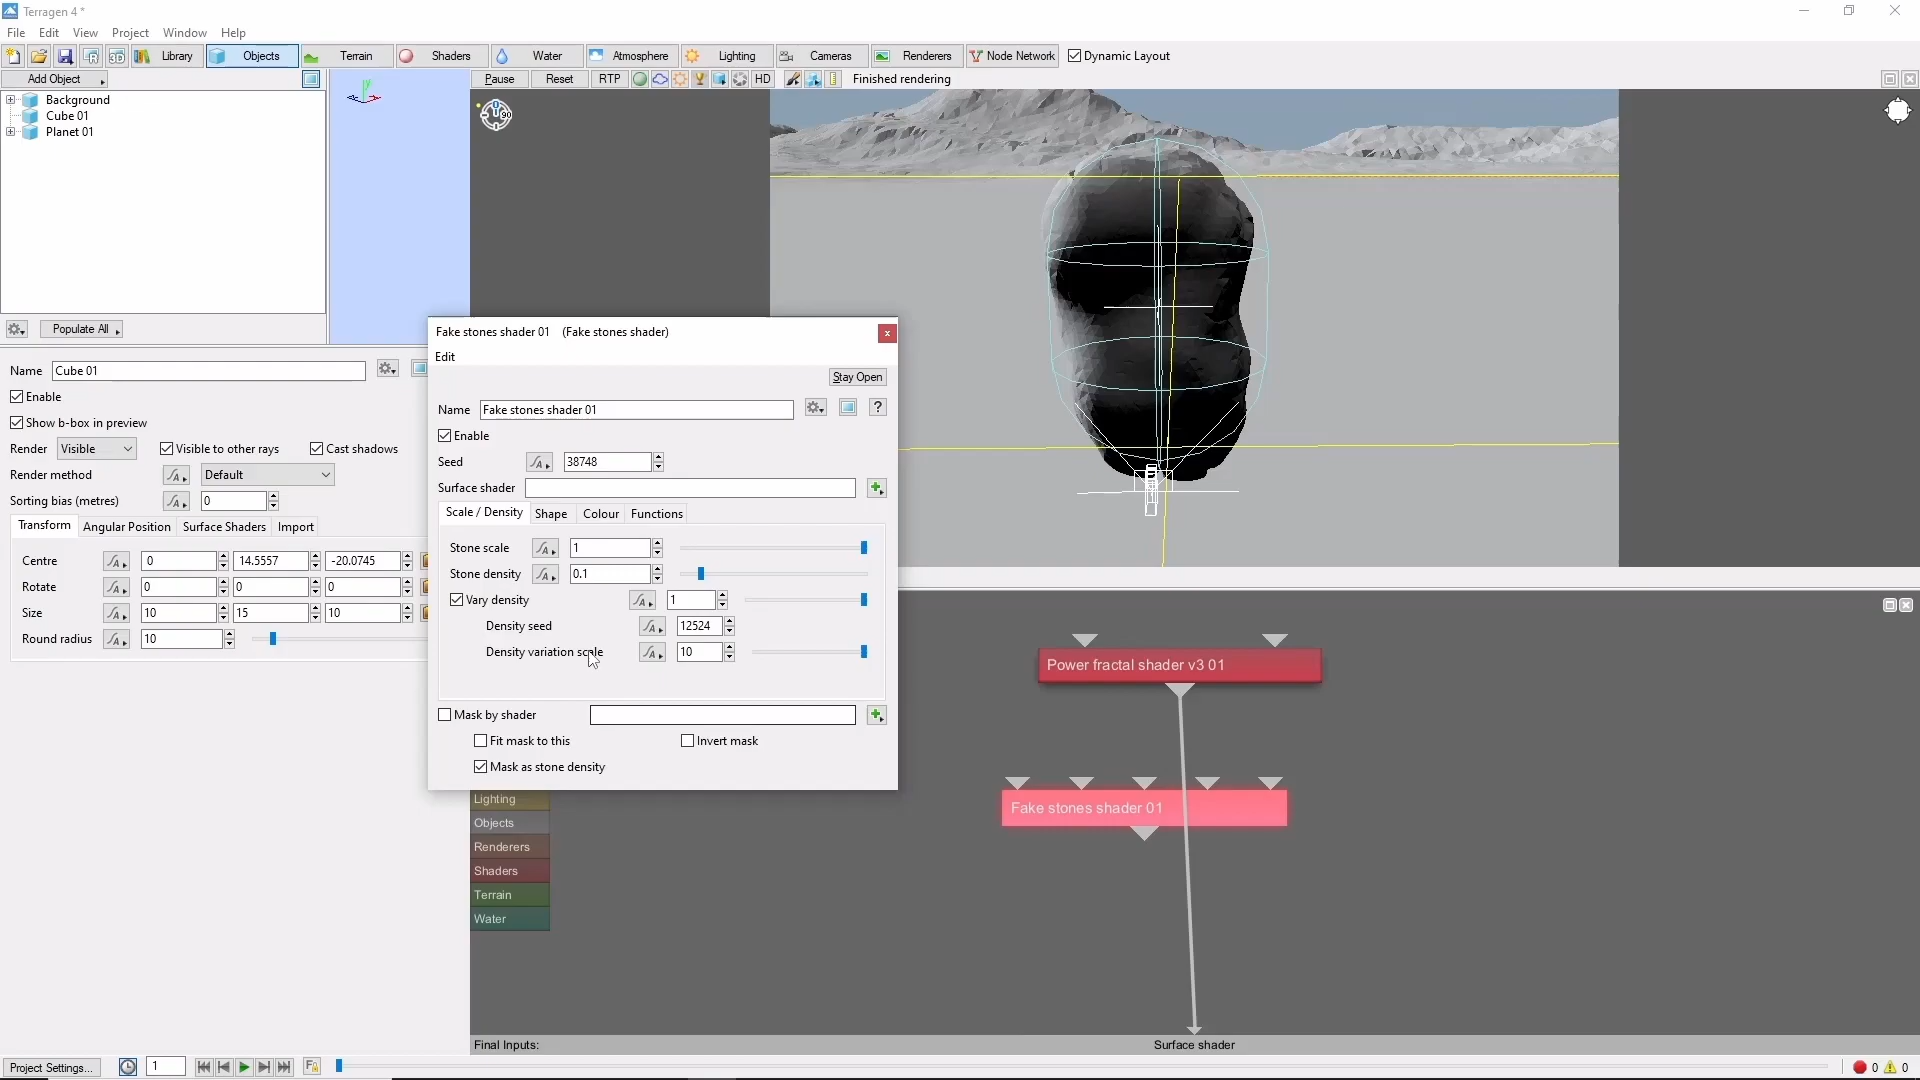 Terragen 4 *
File Edit View Project Window Help
Library Objects Terrain Shaders Water Atmosphere Lighting Cameras Renderers Node Network Dynamic Layout
Add Object Pause Reset RTP HD Finished rendering
Background
Cube 01
Planet 01
Populate All
Name Cube 01
Enable
Show b-box in preview
Render Visible Visible to other rays Cast shadows
Render method Default
Sorting bias (metres) 0
Transform Angular Position Surface Shaders Import
Centre 0 14.5557 -20.0745
Rotate 0 0 0
Size 10 15 10
Round radius 10
Fake stones shader 01 (Fake stones shader)
Edit
Stay Open
Name Fake stones shader 01
Enable
Seed 38748
Surface shader
Scale / Density Shape Colour Functions
Stone scale 1
Stone density 0.1
Vary density 1
Density seed 12524
Density variation scale 10
Mask by shader
Fit mask to this Invert mask
Mask as stone density
Lighting
Objects
Renderers
Shaders
Terrain
Water
Power fractal shader v3 01
Fake stones shader 01
Final Inputs: Surface shader
Project Settings... 1 0 0